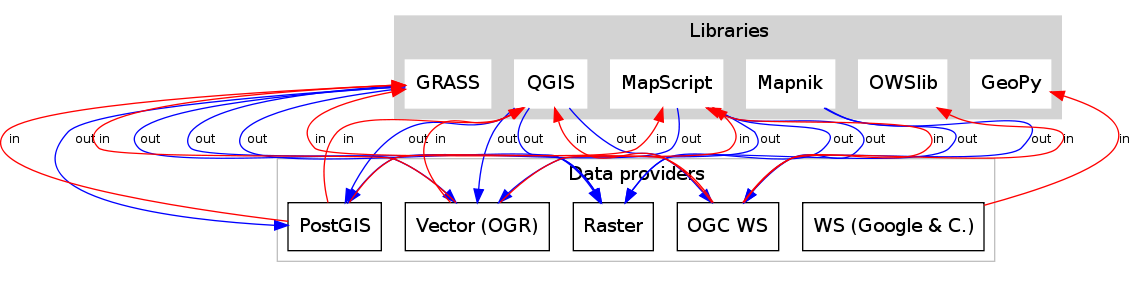 Libraries
GRASS QGIS MapScript Mapnik OWSlib GeoPy
in out in out out out in in out in out out in out in out in out out out in out in in
Data providers
PostGIS Vector (OGR) Raster OGC WS WS (Google & C.)